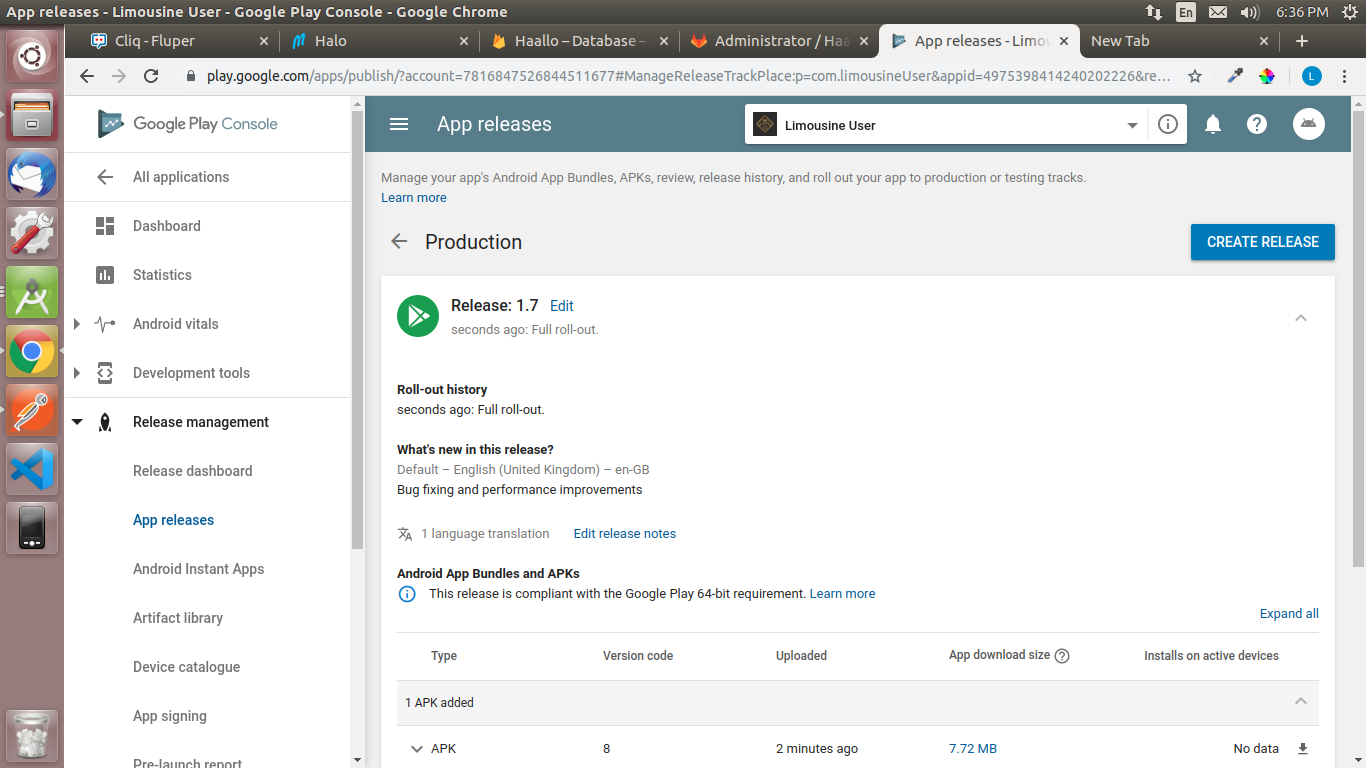 App releases - Limousine User - Google Play Console - Google Chrome
En
6:36 PM
Cliq - Fluper
Halo
Haallo – Database –
Administrator / Haa
App releases - Limo
New Tab
play.google.com/apps/publish/?account=7816847526844511677#ManageReleaseTrackPlace:p=com.limousineUser&appid=4975398414240202226&re...
L
Google Play Console
App releases
Limousine User
All applications
Dashboard
Statistics
Android vitals
Development tools
Release management
Release dashboard
App releases
Android Instant Apps
Artifact library
Device catalogue
App signing
Pre-launch report
Manage your app's Android App Bundles, APKs, review, release history, and roll out your app to production or testing tracks.
Learn more
Production
CREATE RELEASE
Release: 1.7 Edit
seconds ago: Full roll-out.
Roll-out history
seconds ago: Full roll-out.
What's new in this release?
Default – English (United Kingdom) – en-GB
Bug fixing and performance improvements
1 language translation Edit release notes
Android App Bundles and APKs
This release is compliant with the Google Play 64-bit requirement. Learn more
Expand all
Type Version code Uploaded App download size Installs on active devices
1 APK added
APK 8 2 minutes ago 7.72 MB No data